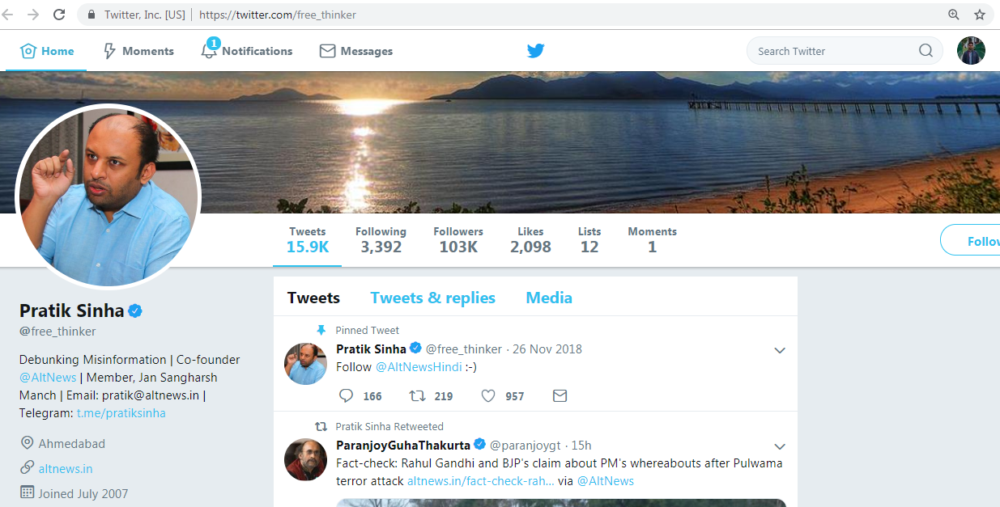 Twitter, Inc. [US] | https://twitter.com/free_thinker
Home Moments 1 Notifications Messages Search Twitter
Tweets Following Followers Likes Lists Moments
15.9K 3,392 103K 2,098 12 1
Follow
Pratik Sinha
@free_thinker
Debunking Misinformation | Co-founder
@AltNews | Member, Jan Sangharsh
Manch | Email: pratik@altnews.in |
Telegram: t.me/pratiksinha
Ahmedabad
altnews.in
Joined July 2007
Tweets Tweets & replies Media
Pinned Tweet
Pratik Sinha @free_thinker · 26 Nov 2018
Follow @AltNewsHindi :-)
166 219 957
Pratik Sinha Retweeted
ParanjoyGuhaThakurta @paranjoygt · 15h
Fact-check: Rahul Gandhi and BJP's claim about PM's whereabouts after Pulwama
terror attack altnews.in/fact-check-rah... via @AltNews